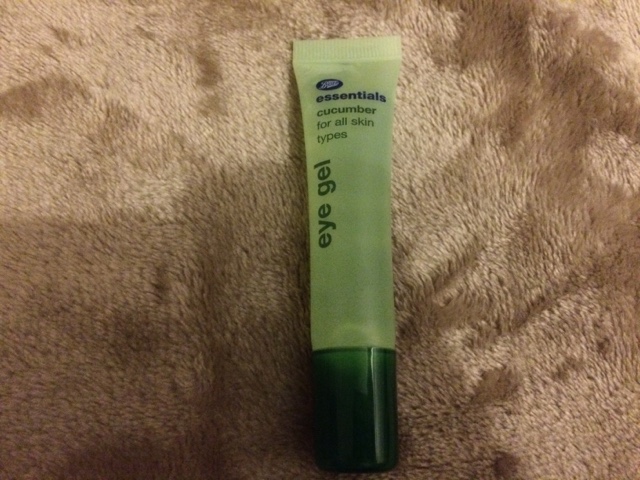 Boots
essentials
cucumber
for all skin
types
eye gel